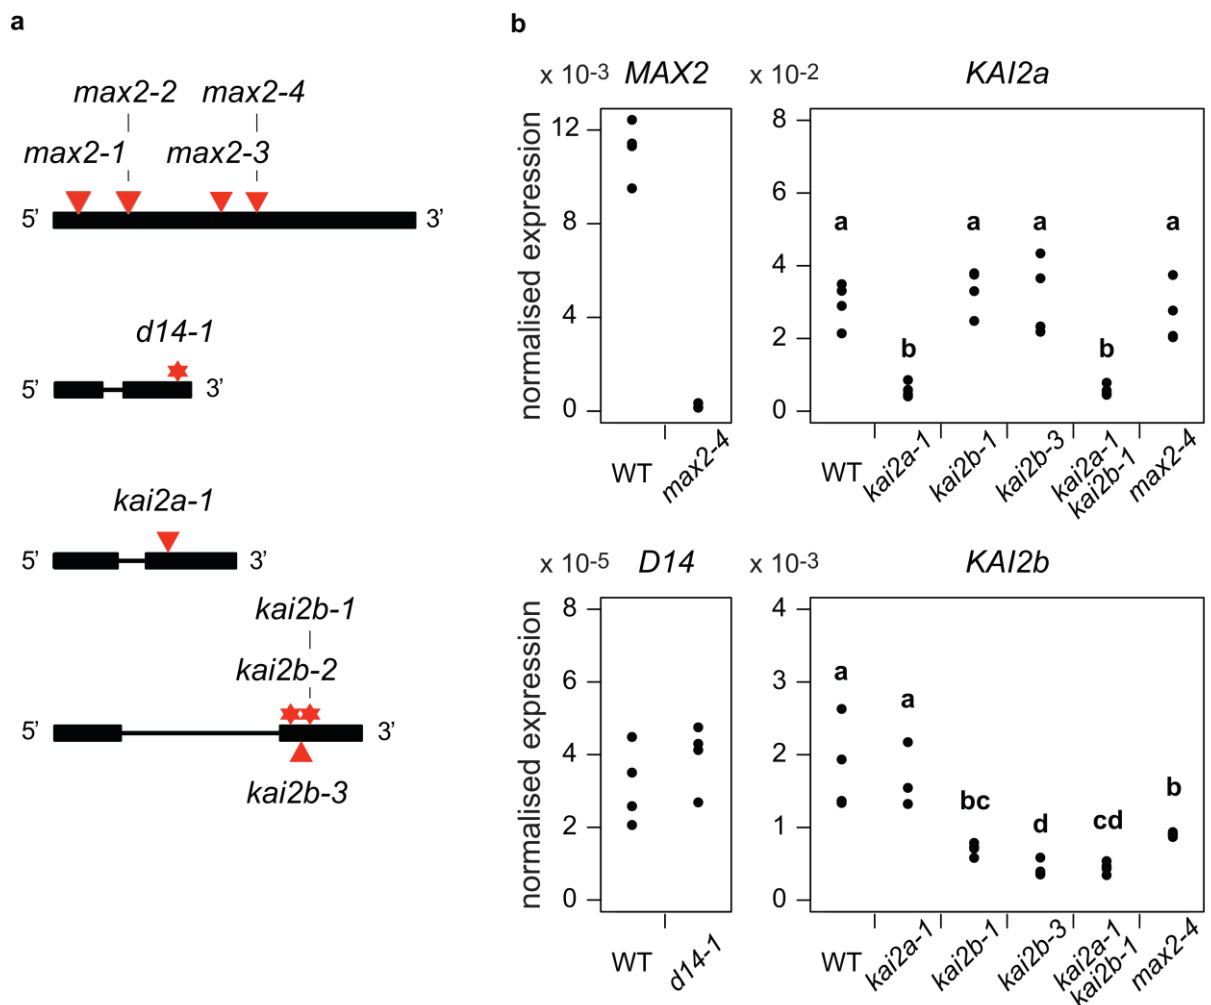 a
max2-2 max2-4
max2-1 max2-3
5’ 3’
d14-1
5’ 3’
kai2a-1
5’ 3’
kai2b-1
kai2b-2
5’ 3’
kai2b-3
b
x 10-3 MAX2
normalised expression
12
8
4
0
WT max2-4
x 10-2 KAI2a
8
6
4
2
0
a b a a b a
WT kai2a-1 kai2b-1 kai2b-3 kai2a-1 kai2b-1 max2-4
x 10-5 D14
normalised expression
8
6
4
2
0
WT d14-1
x 10-3 KAI2b
4
3
2
1
0
a a bc d cd b
WT kai2a-1 kai2b-1 kai2b-3 kai2a-1 kai2b-1 max2-4